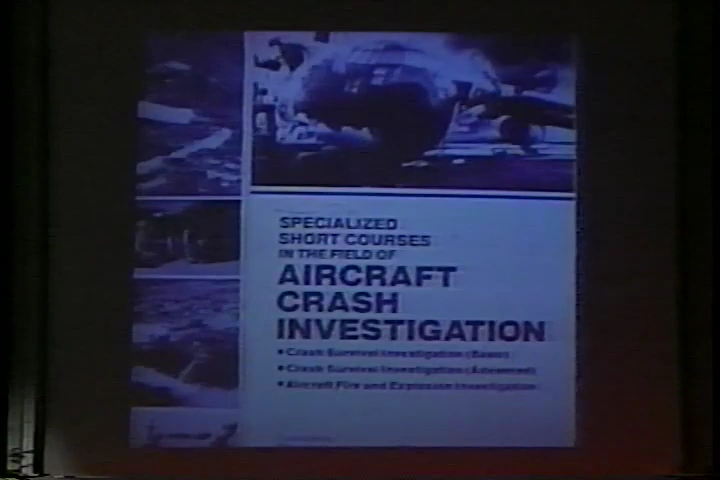 SPECIALIZED
SHORT COURSES
IN THE FIELD OF
AIRCRAFT
CRASH
INVESTIGATION
• Crash Survival Investigation (Basic)
• Crash Survival Investigation (Advanced)
• Aircraft Fire and Explosion Investigation